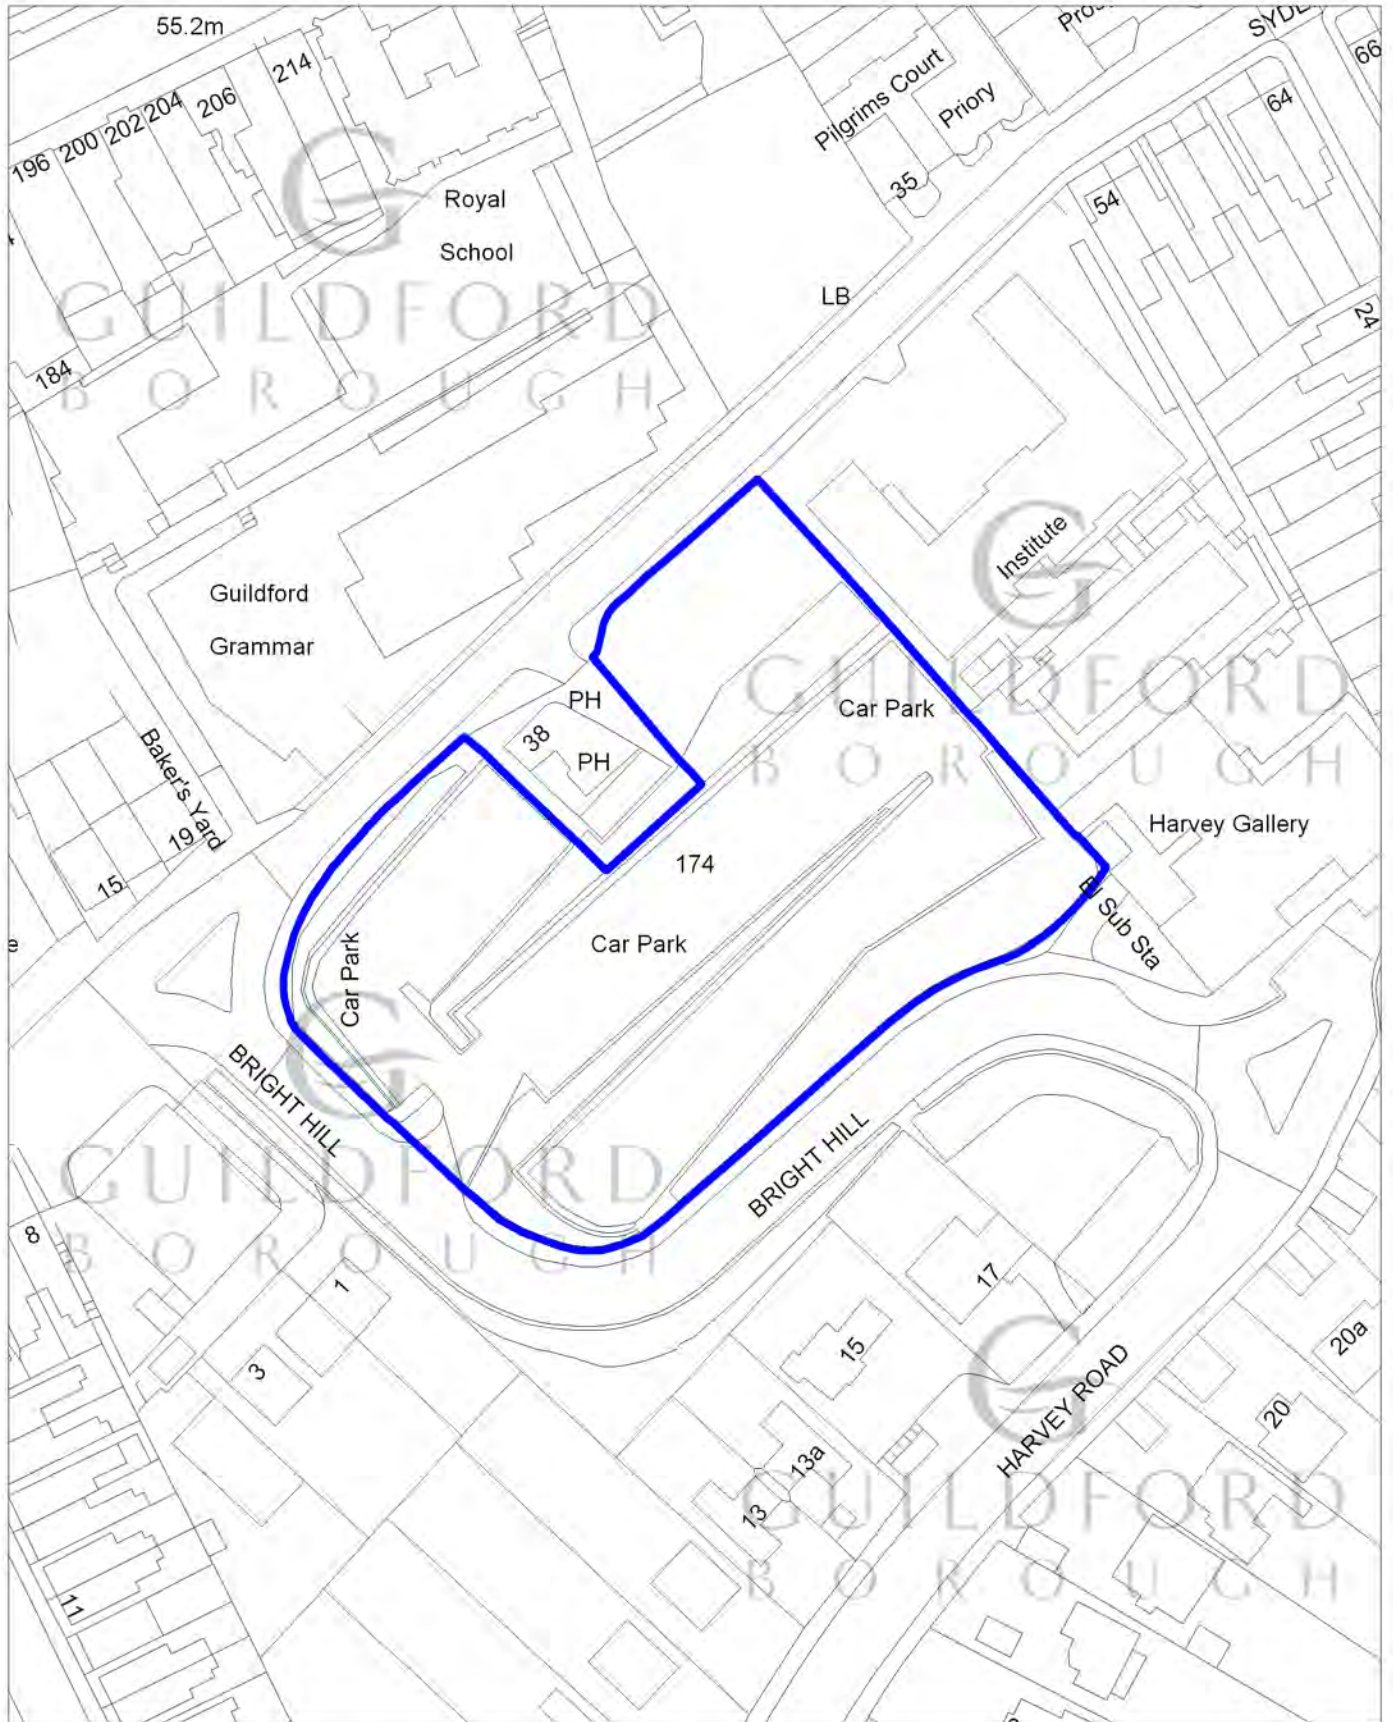 55.2m
SYDE
66
214
204
206
202
200
196
Pilgrims Court
Priory
64
Royal
School
35
54
LB
24
GUILDFORD
BOROUGH
184
Institute
Guildford
Grammar
PH
38
PH
Car Park
GUILDFORD
BOROUGH
Baker's Yard
19
15
Harvey Gallery
174
El Sub Sta
Car Park
Car Park
e
BRIGHT HILL
BRIGHT HILL
GUILDFORD
BOROUGH
8
1
3
17
15
20a
20
HARVEY ROAD
13a
13
GUILDFORD
BOROUGH
11